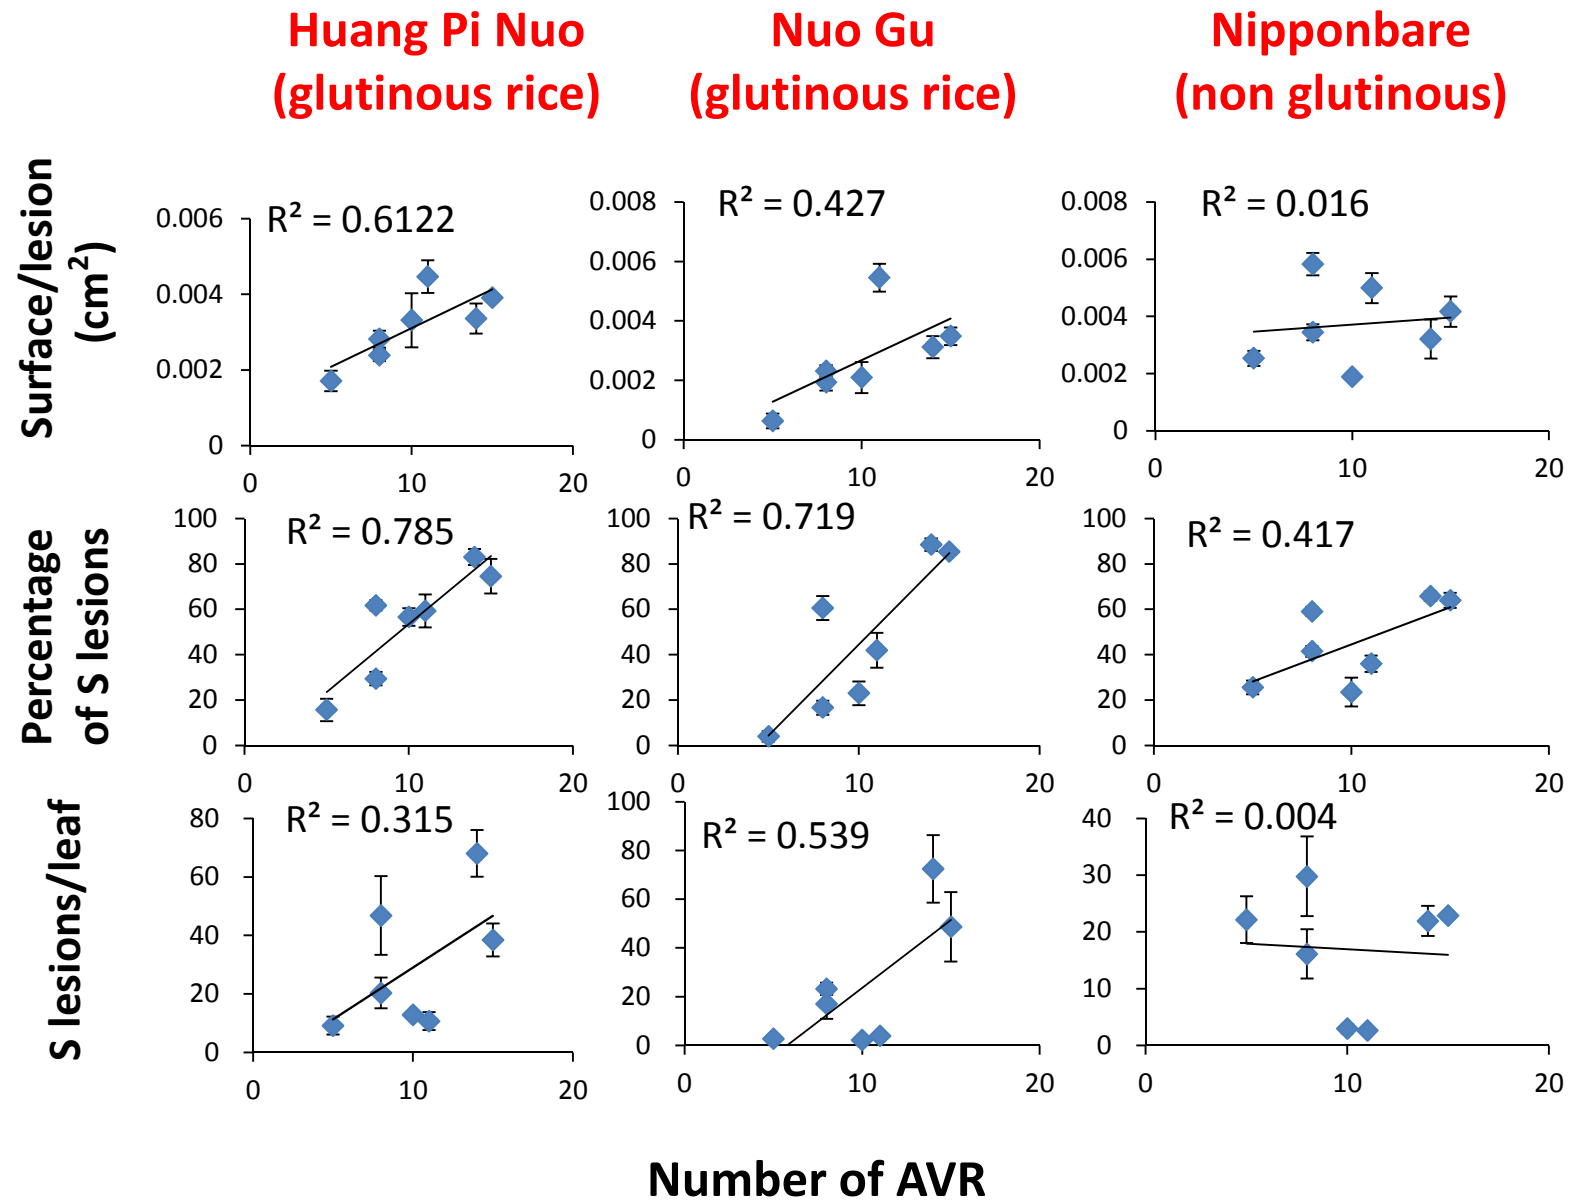 Huang Pi Nuo
(glutinous rice)
Nuo Gu
(glutinous rice)
Nipponbare
(non glutinous)
Surface/lesion
(cm²)
R² = 0.6122
0.006
0.004
0.002
0
0 10 20
R² = 0.427
0.008
0.006
0.004
0.002
0
0 10 20
R² = 0.016
0.008
0.006
0.004
0.002
0
0 10 20
Percentage
of S lesions
R² = 0.785
100
80
60
40
20
0
0 10 20
R² = 0.719
100
80
60
40
20
0
0 10 20
R² = 0.417
100
80
60
40
20
0
0 10 20
S lesions/leaf
R² = 0.315
80
60
40
20
0
0 10 20
R² = 0.539
100
80
60
40
20
0
0 10 20
R² = 0.004
40
30
20
10
0
0 10 20
Number of AVR